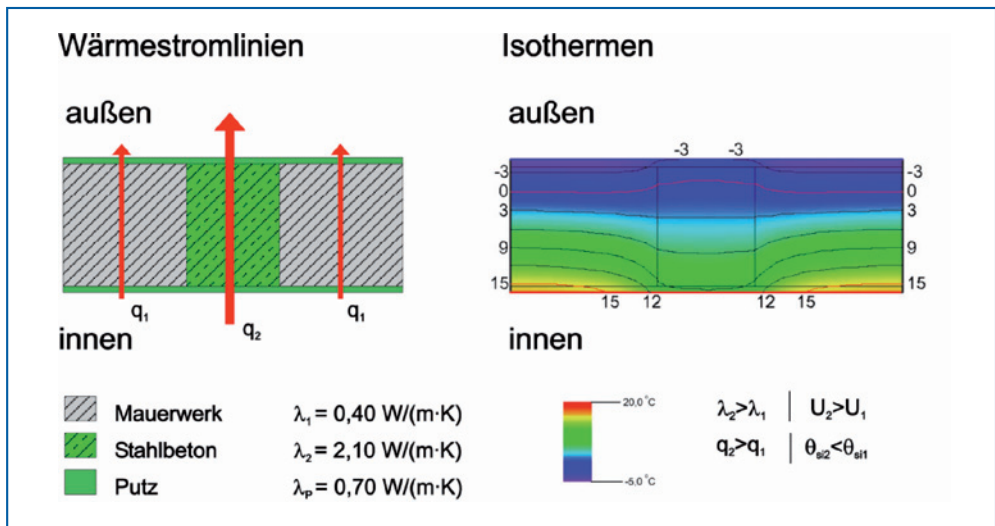 Wärmestromlinien
außen
q₁
q₂
q₁
innen
Mauerwerk λ₁ = 0,40 W/(m·K)
Stahlbeton λ₂ = 2,10 W/(m·K)
Putz λₚ = 0,70 W/(m·K)
Isothermen
außen
-3 -3
-3 -3
0 0
3 3
9 9
15 15
15 12 12 15
innen
20,0 °C
-5,0 °C
λ₂>λ₁ | U₂>U₁
q₂>q₁ | θsi2<θsi1